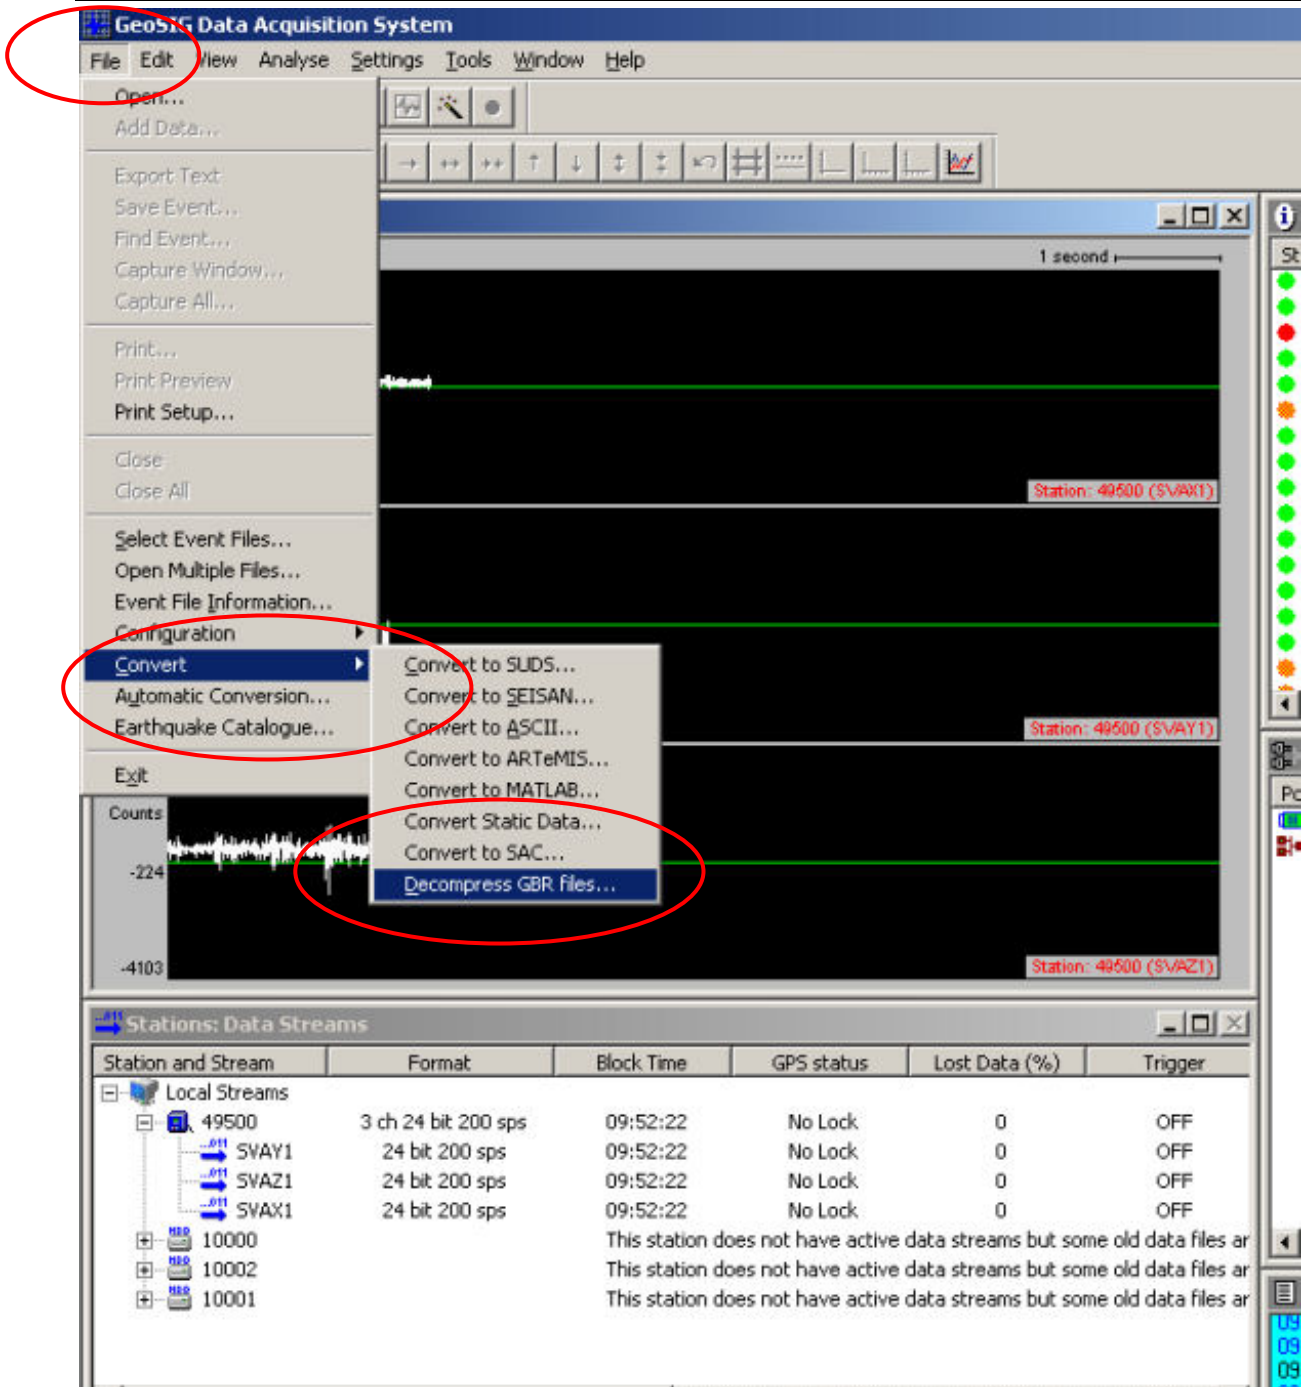 GeoSIG Data Acquisition System
File Edit View Analyse Settings Tools Window Help
Open...
Add Data...
Export Text
Save Event...
Find Event...
Capture Window...
Capture All...
Print...
Print Preview
Print Setup...
Close
Close All
Select Event Files...
Open Multiple Files...
Event File Information...
Configuration
Convert
Automatic Conversion...
Earthquake Catalogue...
Exit
Convert to SUDS...
Convert to SEISAN...
Convert to ASCII...
Convert to ARTeMIS...
Convert to MATLAB...
Convert Static Data...
Convert to SAC...
Decompress GBR files...
1 second
Station: 49500 (SVAX1)
Station: 49500 (SVAY1)
Counts
-224
-4103
Station: 49500 (SVAZ1)
St
Po
Stations: Data Streams
Station and Stream Format Block Time GPS status Lost Data (%) Trigger
Local Streams
49500 3 ch 24 bit 200 sps 09:52:22 No Lock 0 OFF
SVAY1 24 bit 200 sps 09:52:22 No Lock 0 OFF
SVAZ1 24 bit 200 sps 09:52:22 No Lock 0 OFF
SVAX1 24 bit 200 sps 09:52:22 No Lock 0 OFF
10000 This station does not have active data streams but some old data files ar
10002 This station does not have active data streams but some old data files ar
10001 This station does not have active data streams but some old data files ar
09
09
09